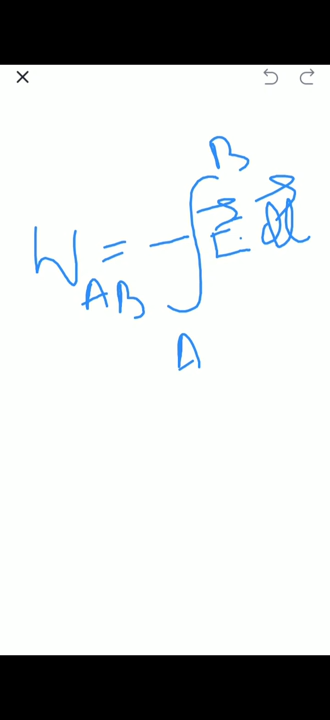 W_AB = - ∫_A^B E⃗ . dl⃗